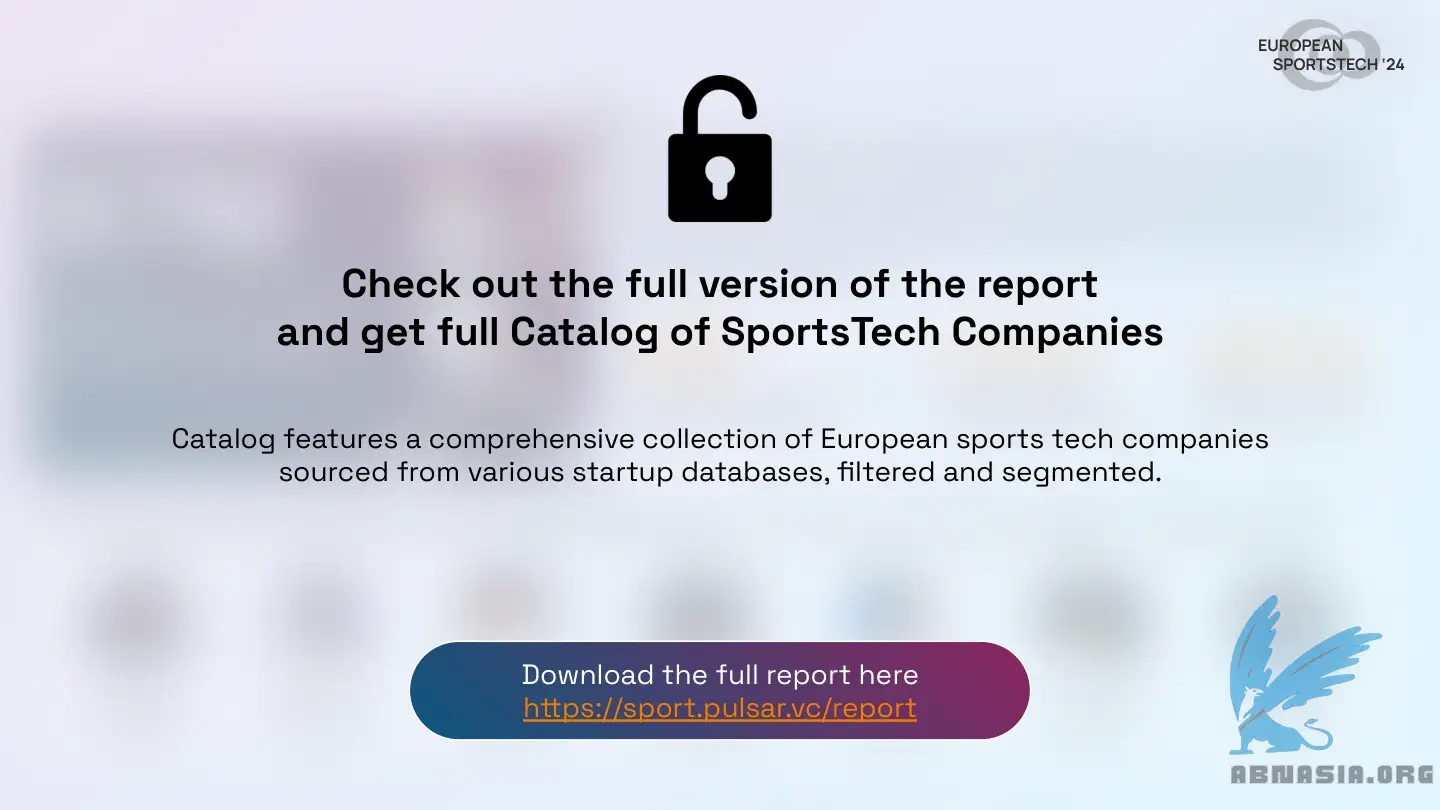 EUROPEAN
SPORTSTECH '24
Check out the full version of the report
and get full Catalog of SportsTech Companies
Catalog features a comprehensive collection of European sports tech companies
sourced from various startup databases, filtered and segmented.
Download the full report here
https://sport.pulsar.vc/report
ABNASIA.ORG